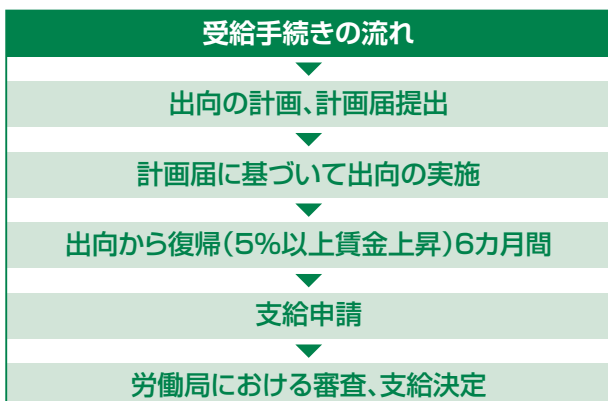 受給手続きの流れ
出向の計画、計画届提出
計画届に基づいて出向の実施
出向から復帰(5%以上賃金上昇)6カ月間
支給申請
労働局における審査、支給決定